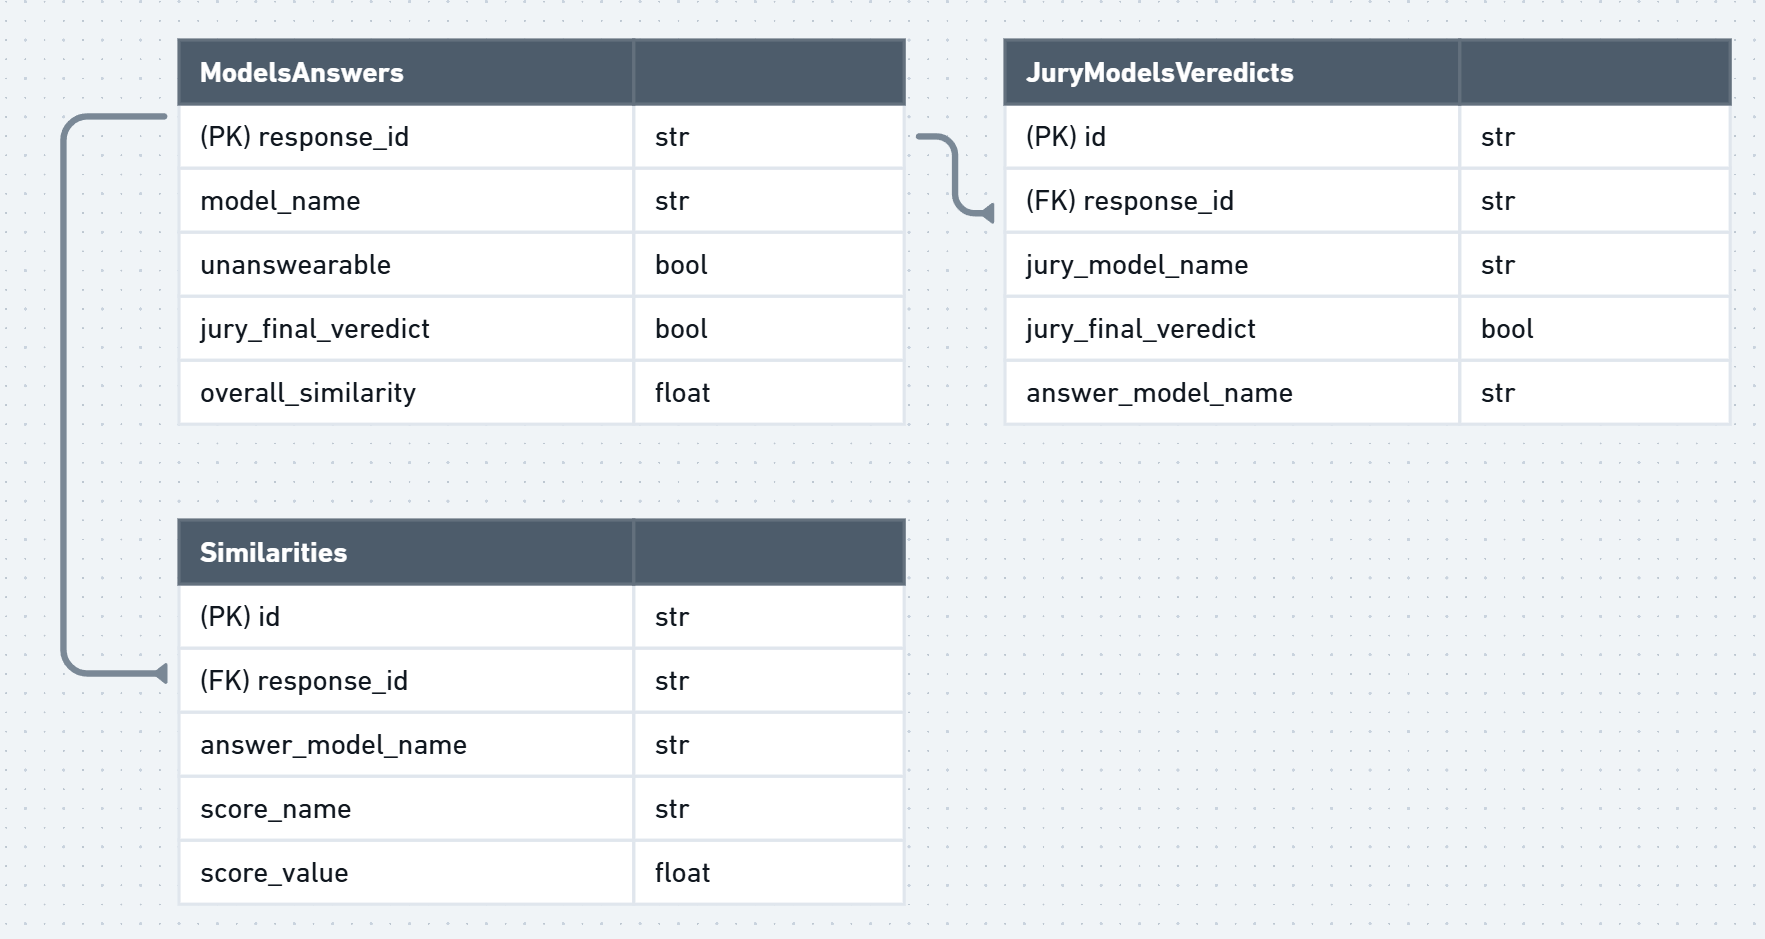 ModelsAnswers
(PK) response_id str
model_name str
unanswearable bool
jury_final_veredict bool
overall_similarity float
JuryModelsVeredicts
(PK) id str
(FK) response_id str
jury_model_name str
jury_final_veredict bool
answer_model_name str
Similarities
(PK) id str
(FK) response_id str
answer_model_name str
score_name str
score_value float